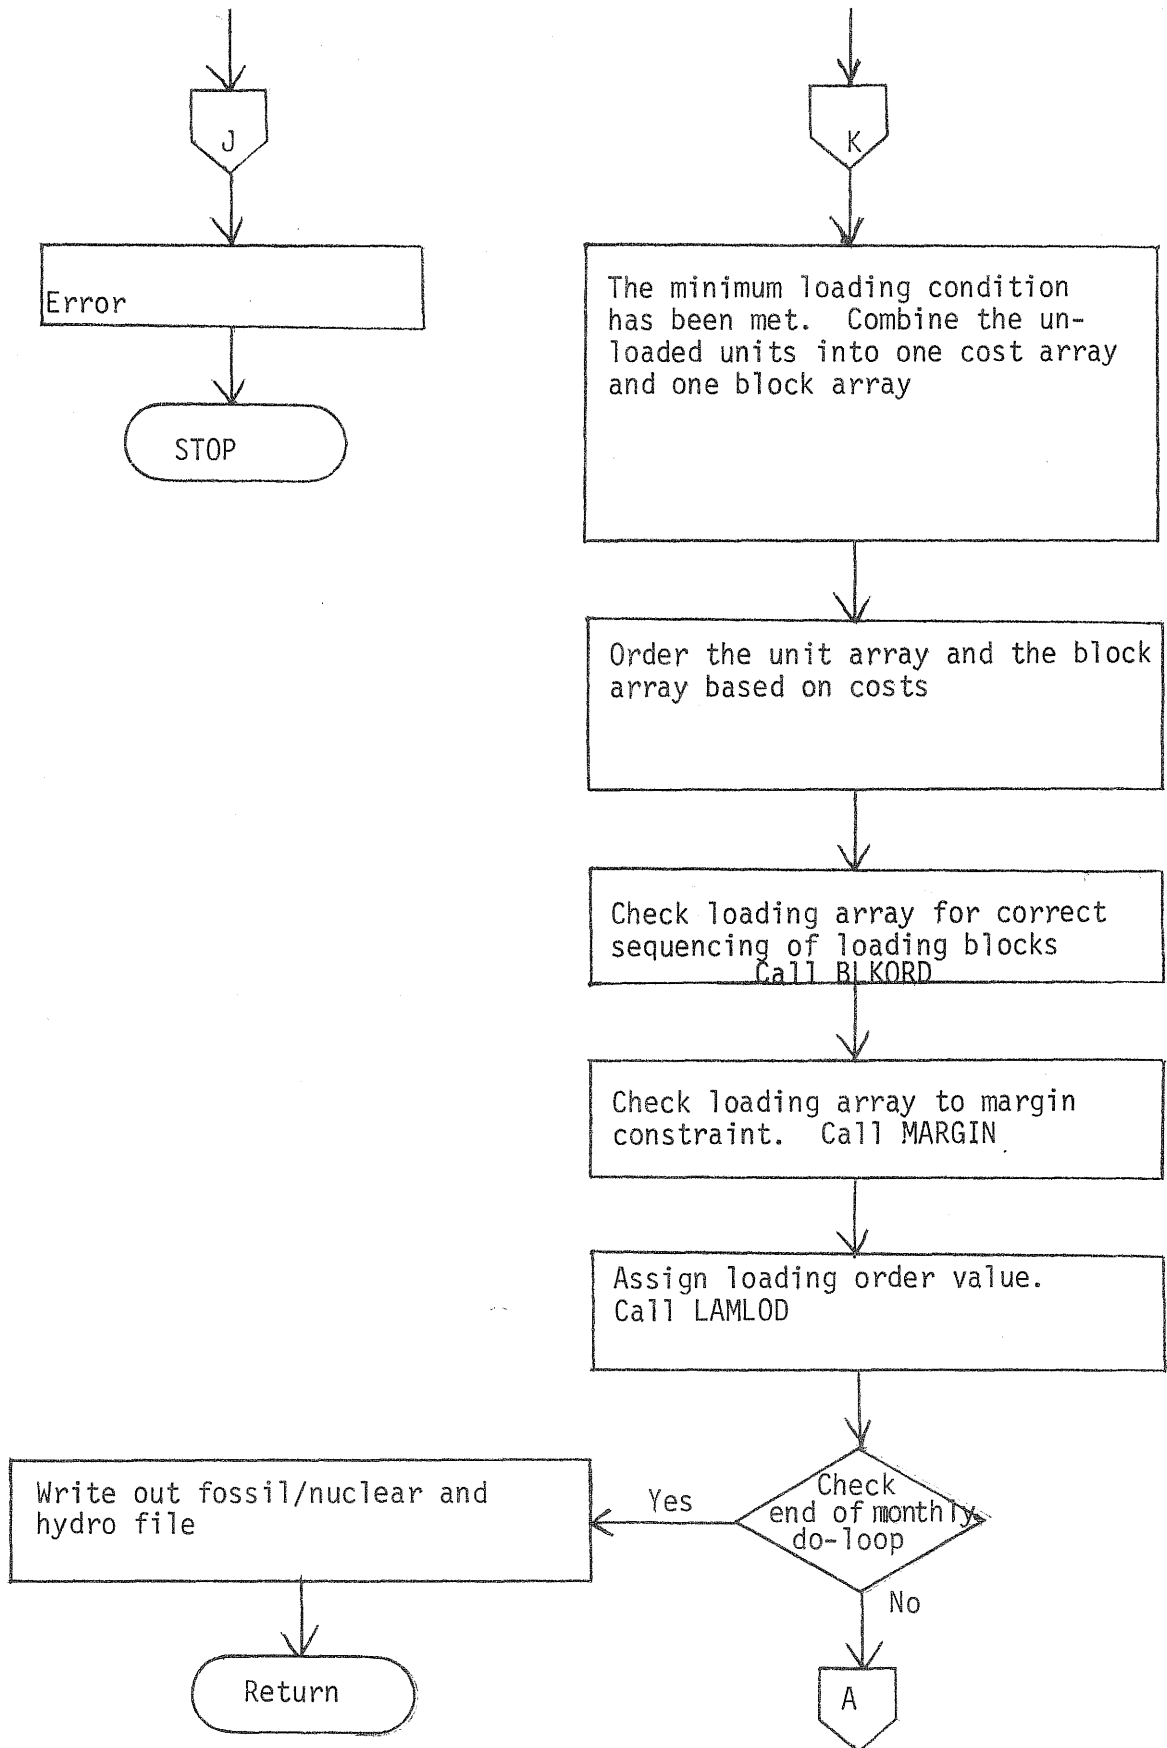 J
Error
STOP
K
The minimum loading condition
has been met.  Combine the un-
loaded units into one cost array
and one block array
Order the unit array and the block
array based on costs
Check loading array for correct
sequencing of loading blocks
Call BLKORD
Check loading array to margin
constraint.  Call MARGIN
Assign loading order value.
Call LAMLOD
Check
end of monthly
do-loop
Yes
Write out fossil/nuclear and
hydro file
Return
No
A